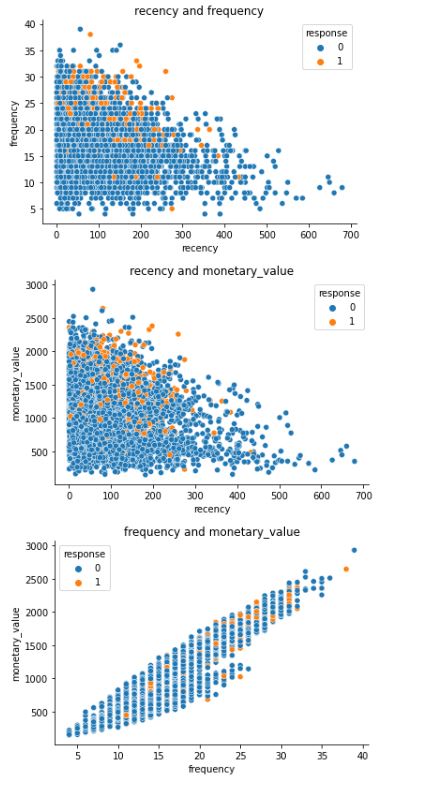 recency and frequency
response
0
1
40
35
30
25
20
15
10
5
frequency
0 100 200 300 400 500 600 700
recency
recency and monetary_value
response
0
1
3000
2500
2000
1500
1000
500
monetary_value
0 100 200 300 400 500 600 700
recency
frequency and monetary_value
response
0
1
3000
2500
2000
1500
1000
500
monetary_value
5 10 15 20 25 30 35 40
frequency